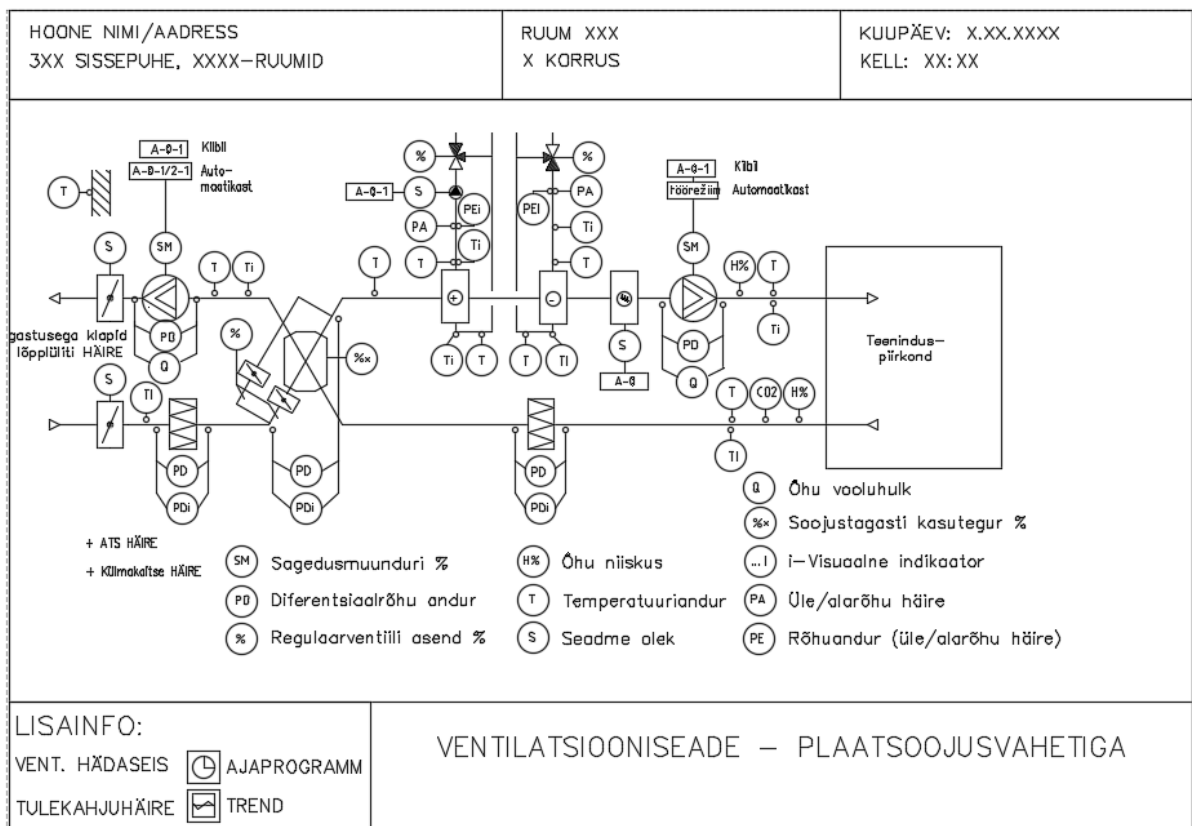 HOONE NIMI/AADRESS
3XX SISSEPUHE, XXXX-RUUMID
RUUM XXX
X KORRUS
KUUPÄEV: X.XX.XXXX
KELL: XX:XX
A-0-1 Kilbil
A-0-1/2-1 Auto-
maatikast
T
S
SM
T
Ti
T
%
A-0-1
S
PEi
PA
Ti
T
%
PA
PEI
Ti
T
A-0-1 Kilbil
töörežiim Automaatikast
SM
H%
T
Ti
+
-
gastusega klapid
lõpplüliti HÄIRE
PD
Q
%
%x
Ti
T
T
TI
S
A-0
PD
Q
Teenindus-
piirkond
S
TI
T
CO2
H%
TI
PD
PDi
PD
PDi
PD
PDi
+ ATS HÄIRE
+ Külmakaitse HÄIRE
SM Sagedusmuunduri %
PD Diferentsiaalrõhu andur
% Regulaarventiili asend %
H% Õhu niiskus
T Temperatuuriandur
S Seadme olek
Q Õhu vooluhulk
%x Soojustagasti kasutegur %
...I i-Visuaalne indikaator
PA Üle/alarõhu häire
PE Rõhuandur (üle/alarõhu häire)
LISAINFO:
VENT. HÄDASEIS
AJAPROGRAMM
TULEKAHJUHÄIRE
TREND
VENTILATSIOONISEADE - PLAATSOOJUSVAHETIGA